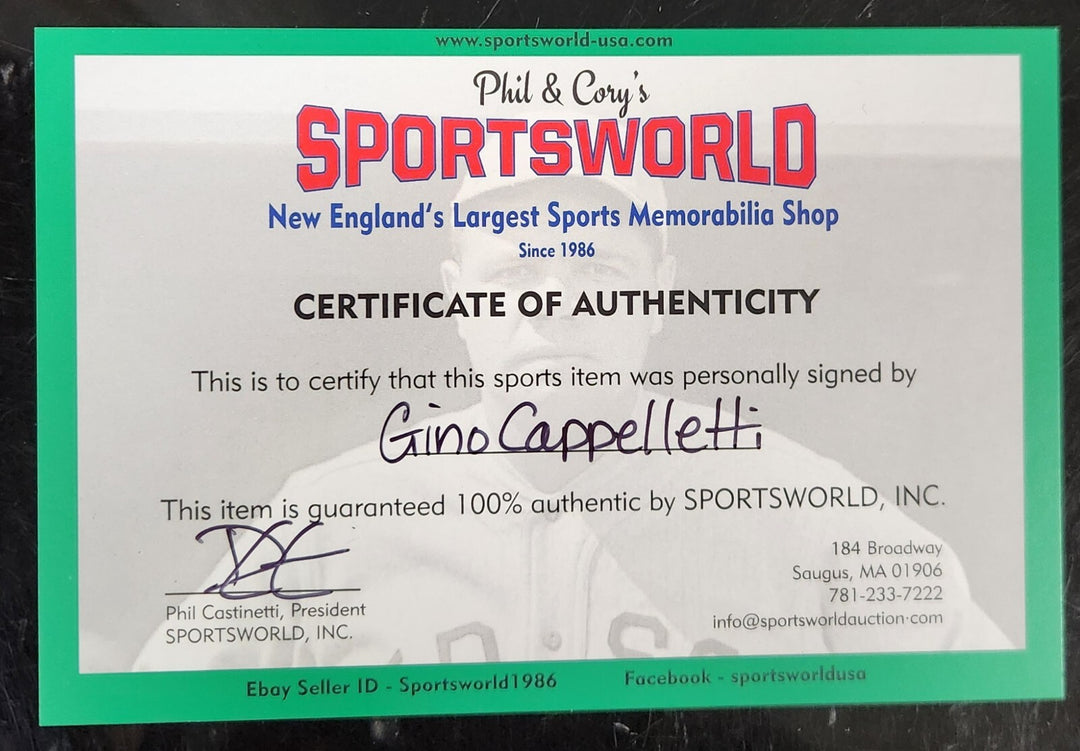 www.sportsworld-usa.com
Phil & Cory's
SPORTSWORLD
New England's Largest Sports Memorabilia Shop
Since 1986
CERTIFICATE OF AUTHENTICITY
This is to certify that this sports item was personally signed by
Gino Cappelletti
This item is guaranteed 100% authentic by SPORTSWORLD, INC.
Phil Castinetti, President
SPORTSWORLD, INC.
184 Broadway
Saugus, MA 01906
781-233-7222
info@sportsworldauction.com
Ebay Seller ID - Sportsworld1986
Facebook - sportsworldusa